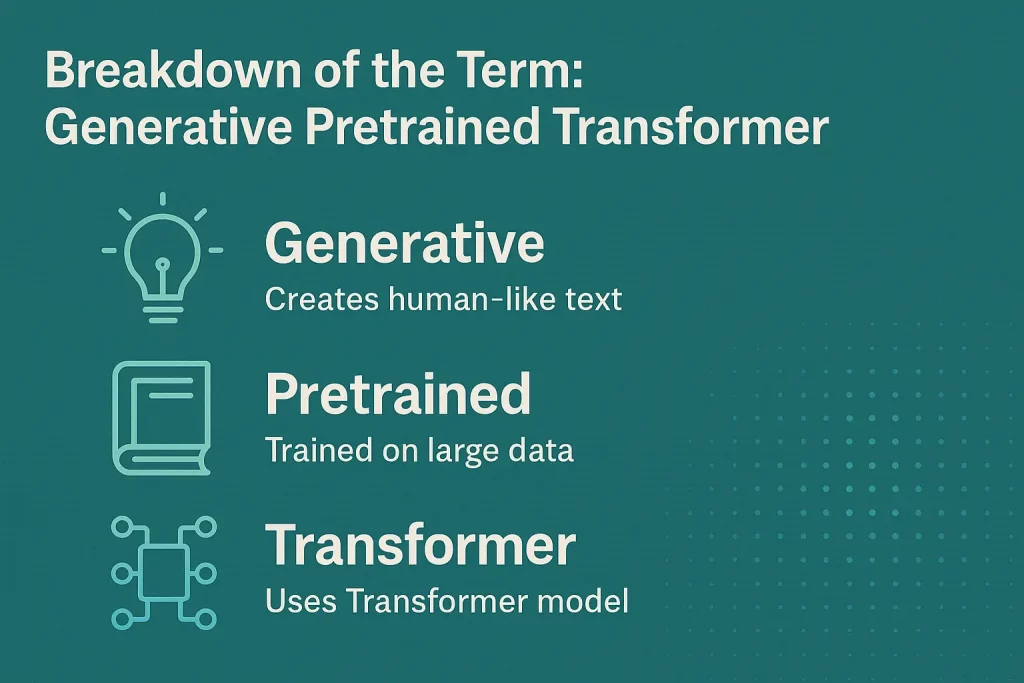 Breakdown of the Term:
Generative Pretrained Transformer
Generative
Creates human-like text
Pretrained
Trained on large data
Transformer
Uses Transformer model